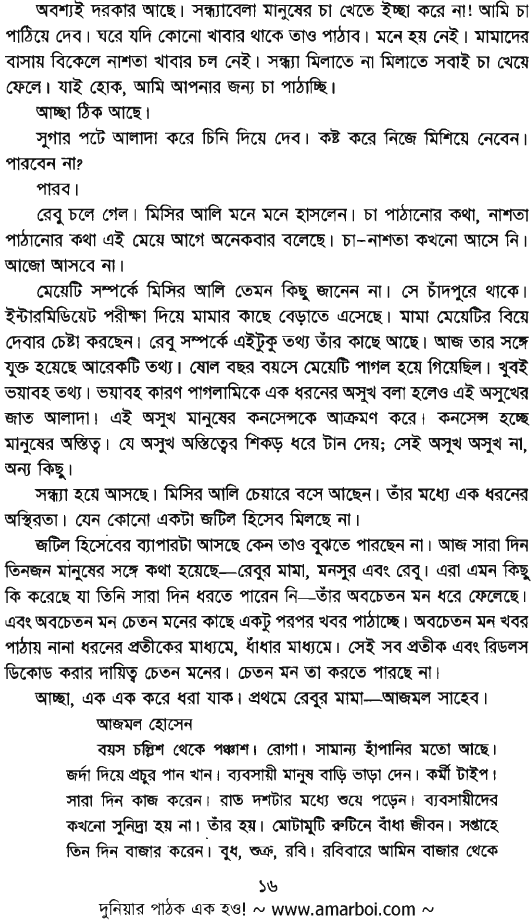 অবশ্যই দরকার আছে। সন্ধ্যাবেলা মানুষের চা খেতে ইচ্ছা করে না! আমি চা
পাঠিয়ে দেব। ঘরে যদি কোনো খাবার থাকে তাও পাঠাব। মনে হয় নেই। মামাদের
বাসায় বিকেলে নাশতা খাবার চল নেই। সন্ধ্যা মিলাতে না মিলাতে সবাই চা খেয়ে
ফেলে। যাই হোক, আমি আপনার জন্য চা পাঠাচ্ছি।
আচ্ছা ঠিক আছে।
সুগার পটে আলাদা করে চিনি দিয়ে দেব। কষ্ট করে নিজে মিশিয়ে নেবেন।
পারবেন না?
পারব।
রেবু চলে গেল। মিসির আলি মনে মনে হাসলেন। চা পাঠানোর কথা, নাশতা
পাঠানোর কথা এই মেয়ে আগে অনেকবার বলেছে। চা–নাশতা কখনো আসে নি।
আজো আসবে না।
মেয়েটি সম্পর্কে মিসির আলি তেমন কিছু জানেন না। সে চাঁদপুরে থাকে।
ইন্টারমিডিয়েট পরীক্ষা দিয়ে মামার কাছে বেড়াতে এসেছে। মামা মেয়েটির বিয়ে
দেবার চেষ্টা করছেন। রেবু সম্পর্কে এইটুকু তথ্য তাঁর কাছে আছে। আজ তার সঙ্গে
যুক্ত হয়েছে আরেকটি তথ্য। ষোল বছর বয়সে মেয়েটি পাগল হয়ে গিয়েছিল। খুবই
ভয়াবহ তথ্য। ভয়াবহ কারণ পাগলামিকে এক ধরনের অসুখ বলা হলেও এই অসুখের
জাত আলাদা। এই অসুখ মানুষের কনসেন্সকে আক্রমণ করে। কনসেন্স হচ্ছে
মানুষের অস্তিত্ব। যে অসুখ অস্তিত্বের শিকড় ধরে টান দেয়; সেই অসুখ অসুখ না,
অন্য কিছু।
সন্ধ্যা হয়ে আসছে। মিসির আলি চেয়ারে বসে আছেন। তাঁর মধ্যে এক ধরনের
অস্থিরতা। যেন কোনো একটা জটিল হিসেব মিলছে না।
জটিল হিসেবের ব্যাপারটা আসছে কেন তাও বুঝতে পারছেন না। আজ সারা দিন
তিনজন মানুষের সঙ্গে কথা হয়েছে—রেবুর মামা, মনসুর এবং রেবু। এরা এমন কিছু
কি করেছে যা তিনি সারা দিন ধরতে পারেন নি—তাঁর অবচেতন মন ধরে ফেলেছে।
এবং অবচেতন মন চেতন মনের কাছে একটু পরপর খবর পাঠাচ্ছে। অবচেতন মন খবর
পাঠায় নানা ধরনের প্রতীকের মাধ্যমে, ধাঁধার মাধ্যমে। সেই সব প্রতীক এবং রিডলস
ডিকোড করার দায়িত্ব চেতন মনের। চেতন মন তা করতে পারছে না।
আচ্ছা, এক এক করে ধরা যাক। প্রথমে রেবুর মামা—আজমল সাহেব।
আজমল হোসেন
বয়স চল্লিশ থেকে পঞ্চাশ। রোগা। সামান্য হাঁপানির মতো আছে।
জর্দা দিয়ে প্রচুর পান খান। ব্যবসায়ী মানুষ বাড়ি ভাড়া দেন। কর্মী টাইপ।
সারা দিন কাজ করেন। রাত দশটার মধ্যে শুয়ে পড়েন। ব্যবসায়ীদের
কখনো সুনিদ্রা হয় না। তাঁর হয়। মোটামুটি রুটিনে বাঁধা জীবন। সপ্তাহে
তিন দিন বাজার করেন। বুধ, শুক্র, রবি। রবিবারে আমিন বাজার থেকে
১৬
দুনিয়ার পাঠক এক হও! ~ www.amarboi.com ~